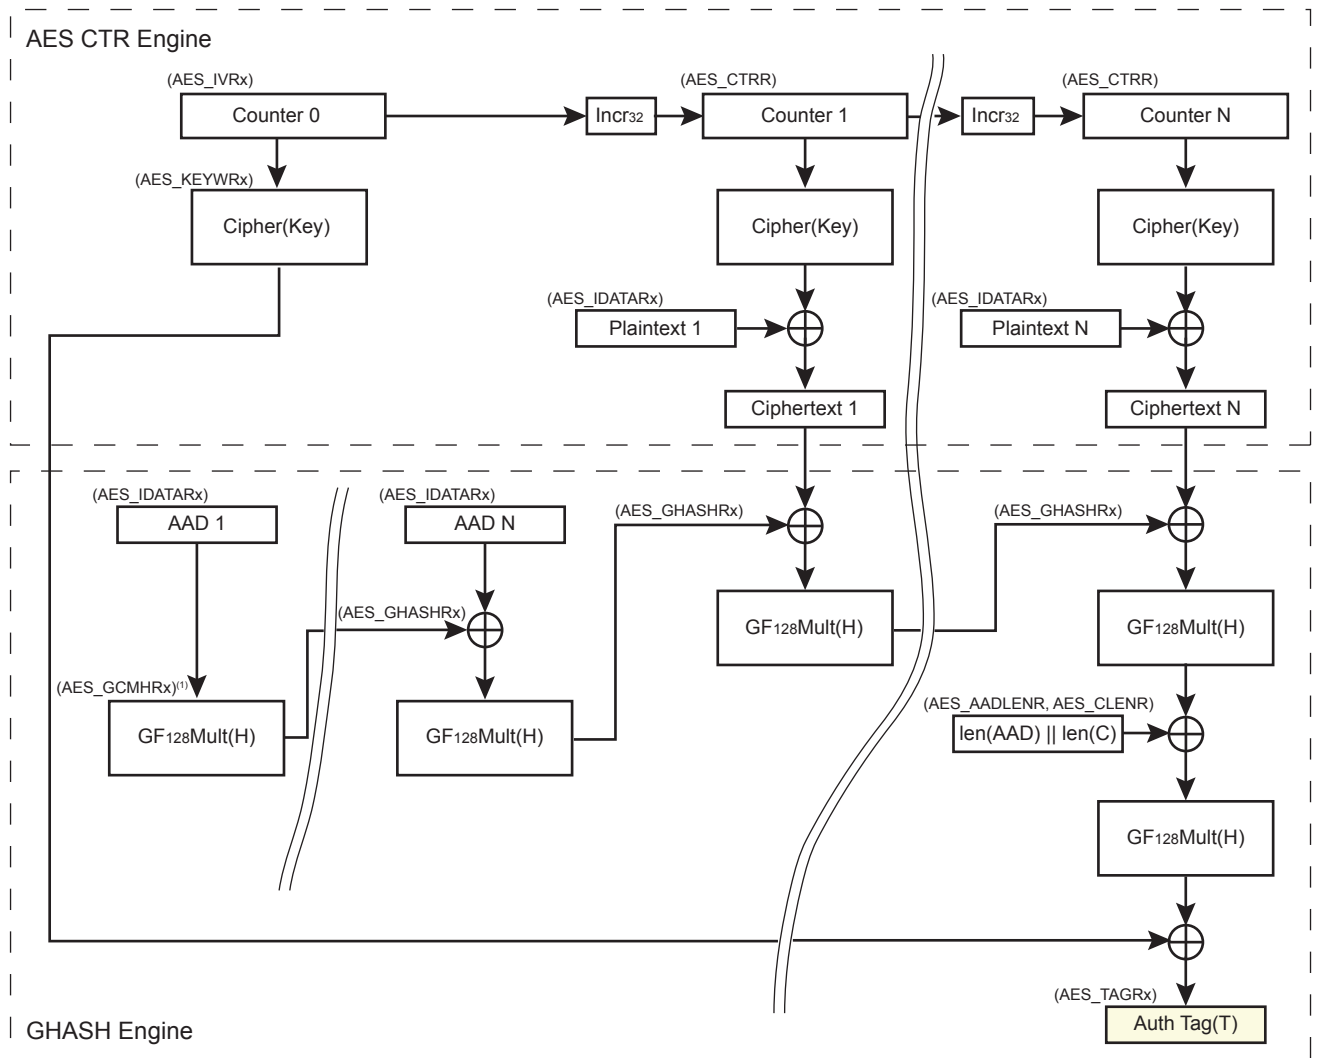 AES CTR Engine
(AES_IVRx)
(AES_CTRR)
(AES_CTRR)
Counter 0
Incr32
Counter 1
Incr32
Counter N
(AES_KEYWRx)
Cipher(Key)
Cipher(Key)
Cipher(Key)
(AES_IDATARx)
(AES_IDATARx)
Plaintext 1
Plaintext N
Ciphertext 1
Ciphertext N
(AES_IDATARx)
(AES_IDATARx)
AAD 1
AAD N
(AES_GHASHRx)
(AES_GHASHRx)
(AES_GHASHRx)
GF128Mult(H)
GF128Mult(H)
(AES_GCMHRx)(1)
GF128Mult(H)
GF128Mult(H)
(AES_AADLENR, AES_CLENR)
len(AAD) || len(C)
GF128Mult(H)
(AES_TAGRx)
Auth Tag(T)
GHASH Engine